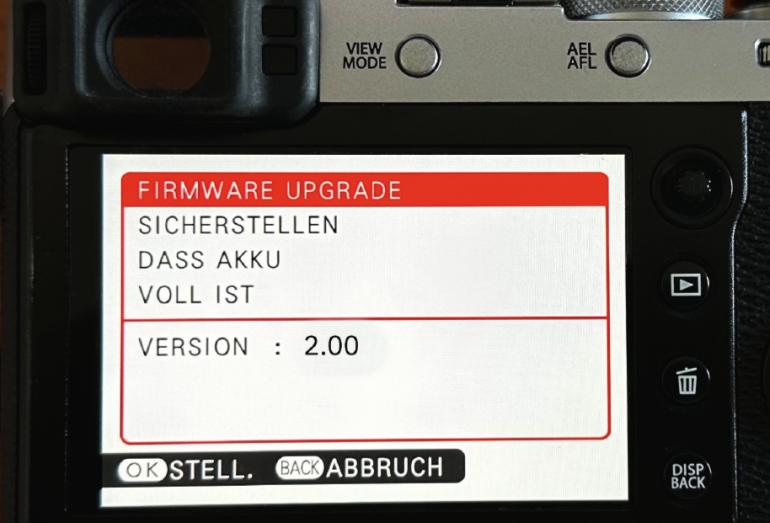 VIEW
MODE
AEL
AFL
FIRMWARE UPGRADE
SICHERSTELLEN
DASS AKKU
VOLL IST
VERSION : 2.00
OK STELL. BACK ABBRUCH
DISP
BACK